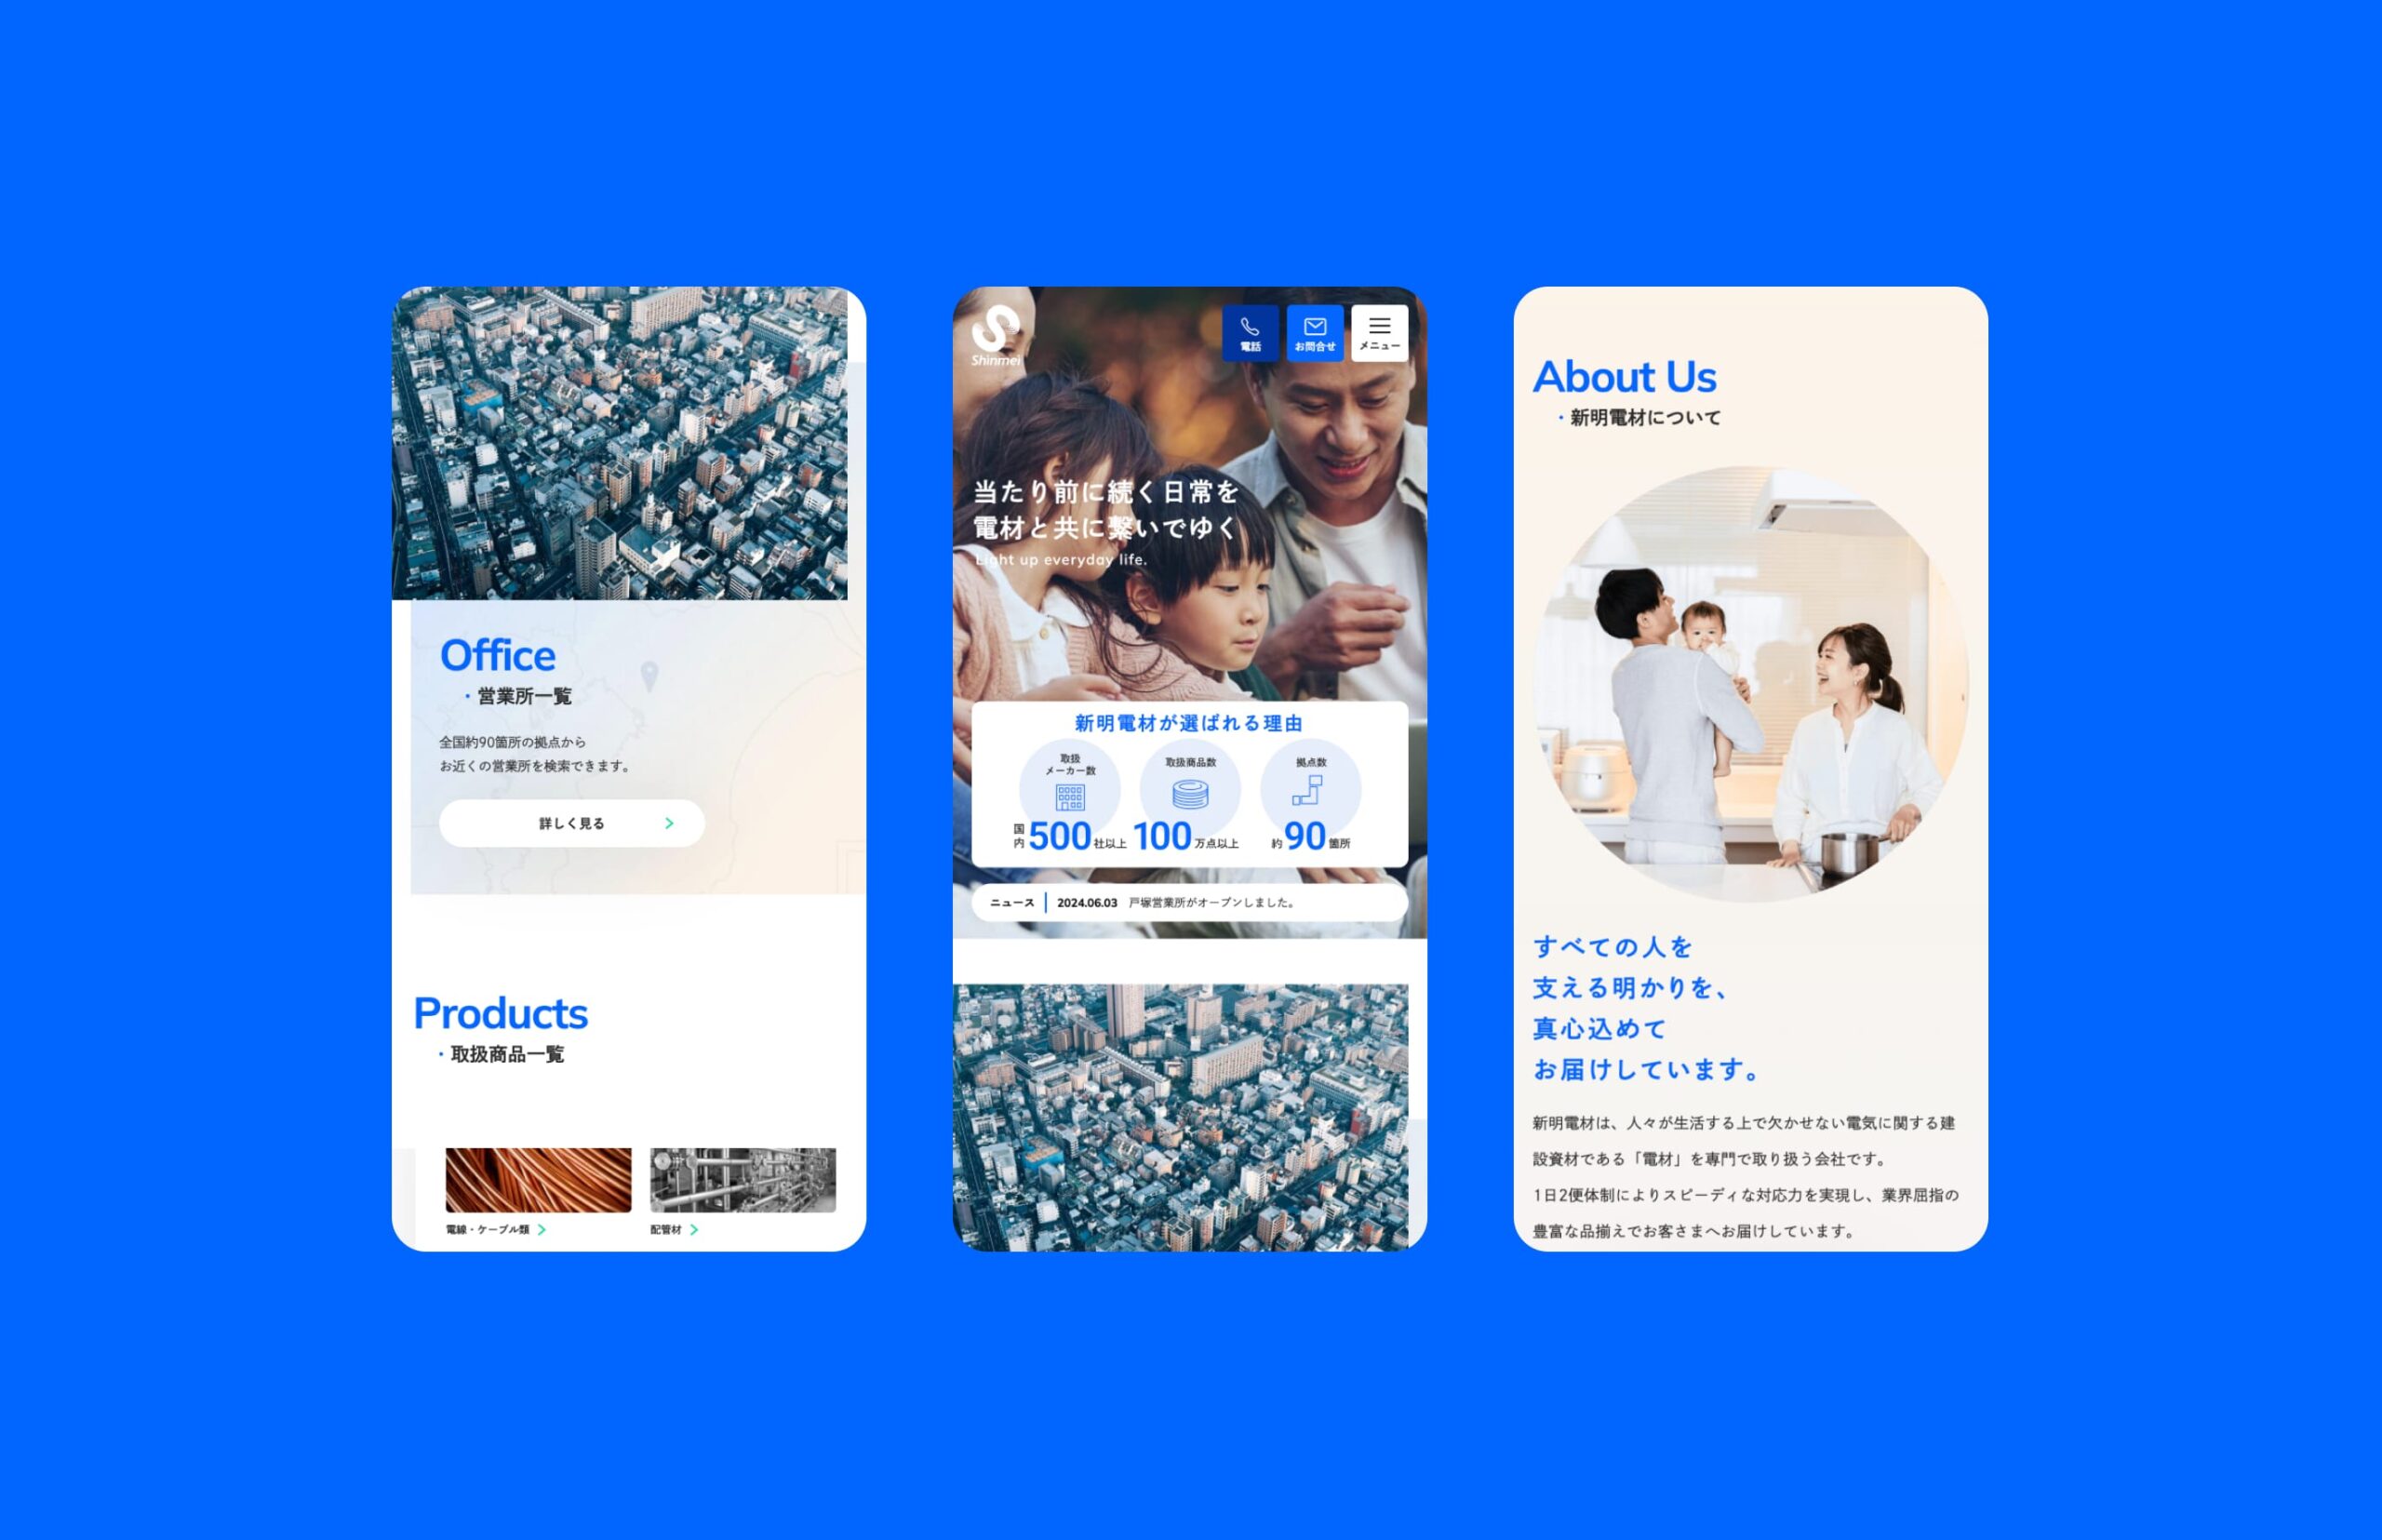 Office
・営業所一覧
全国約90箇所の拠点から
お近くの営業所を検索できます。
詳しく見る
Products
・取扱商品一覧
電線・ケーブル類
配管材
Shinmei
電話
お問合せ
メニュー
当たり前に続く日常を
電材と共に繋いでゆく
Light up everyday life.
新明電材が選ばれる理由
取扱
メーカー数
国内500社以上
取扱商品数
100万点以上
拠点数
約90箇所
ニュース 2024.06.03 戸塚営業所がオープンしました。
About Us
・新明電材について
すべての人を
支える明かりを、
真心込めて
お届けしています。
新明電材は、人々が生活する上で欠かせない電気に関する建
設資材である「電材」を専門で取り扱う会社です。
1日2便体制によりスピーディな対応力を実現し、業界屈指の
豊富な品揃えでお客さまへお届けしています。